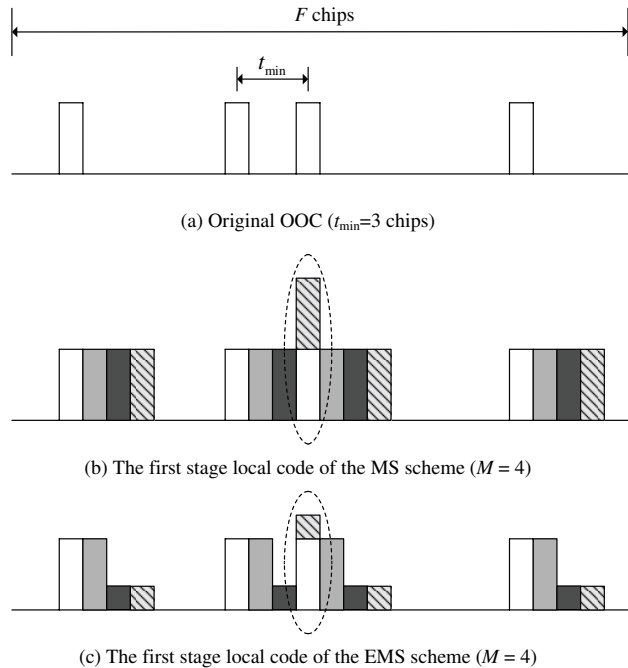 F chips
t_min
(a) Original OOC (t_min=3 chips)
(b) The first stage local code of the MS scheme (M = 4)
(c) The first stage local code of the EMS scheme (M = 4)